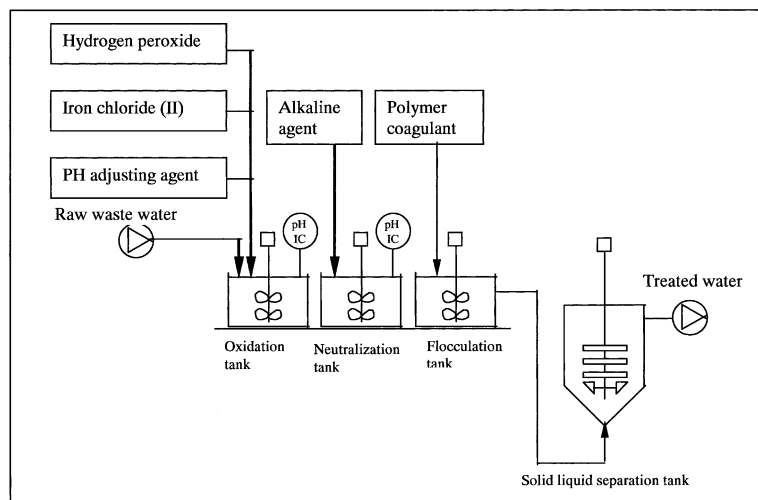 Hydrogen peroxide
Iron chloride (II)
PH adjusting agent
Alkaline
agent
Polymer
coagulant
Raw waste water
pH
IC
pH
IC
Treated water
Oxidation
tank
Neutralization
tank
Flocculation
tank
Solid liquid separation tank